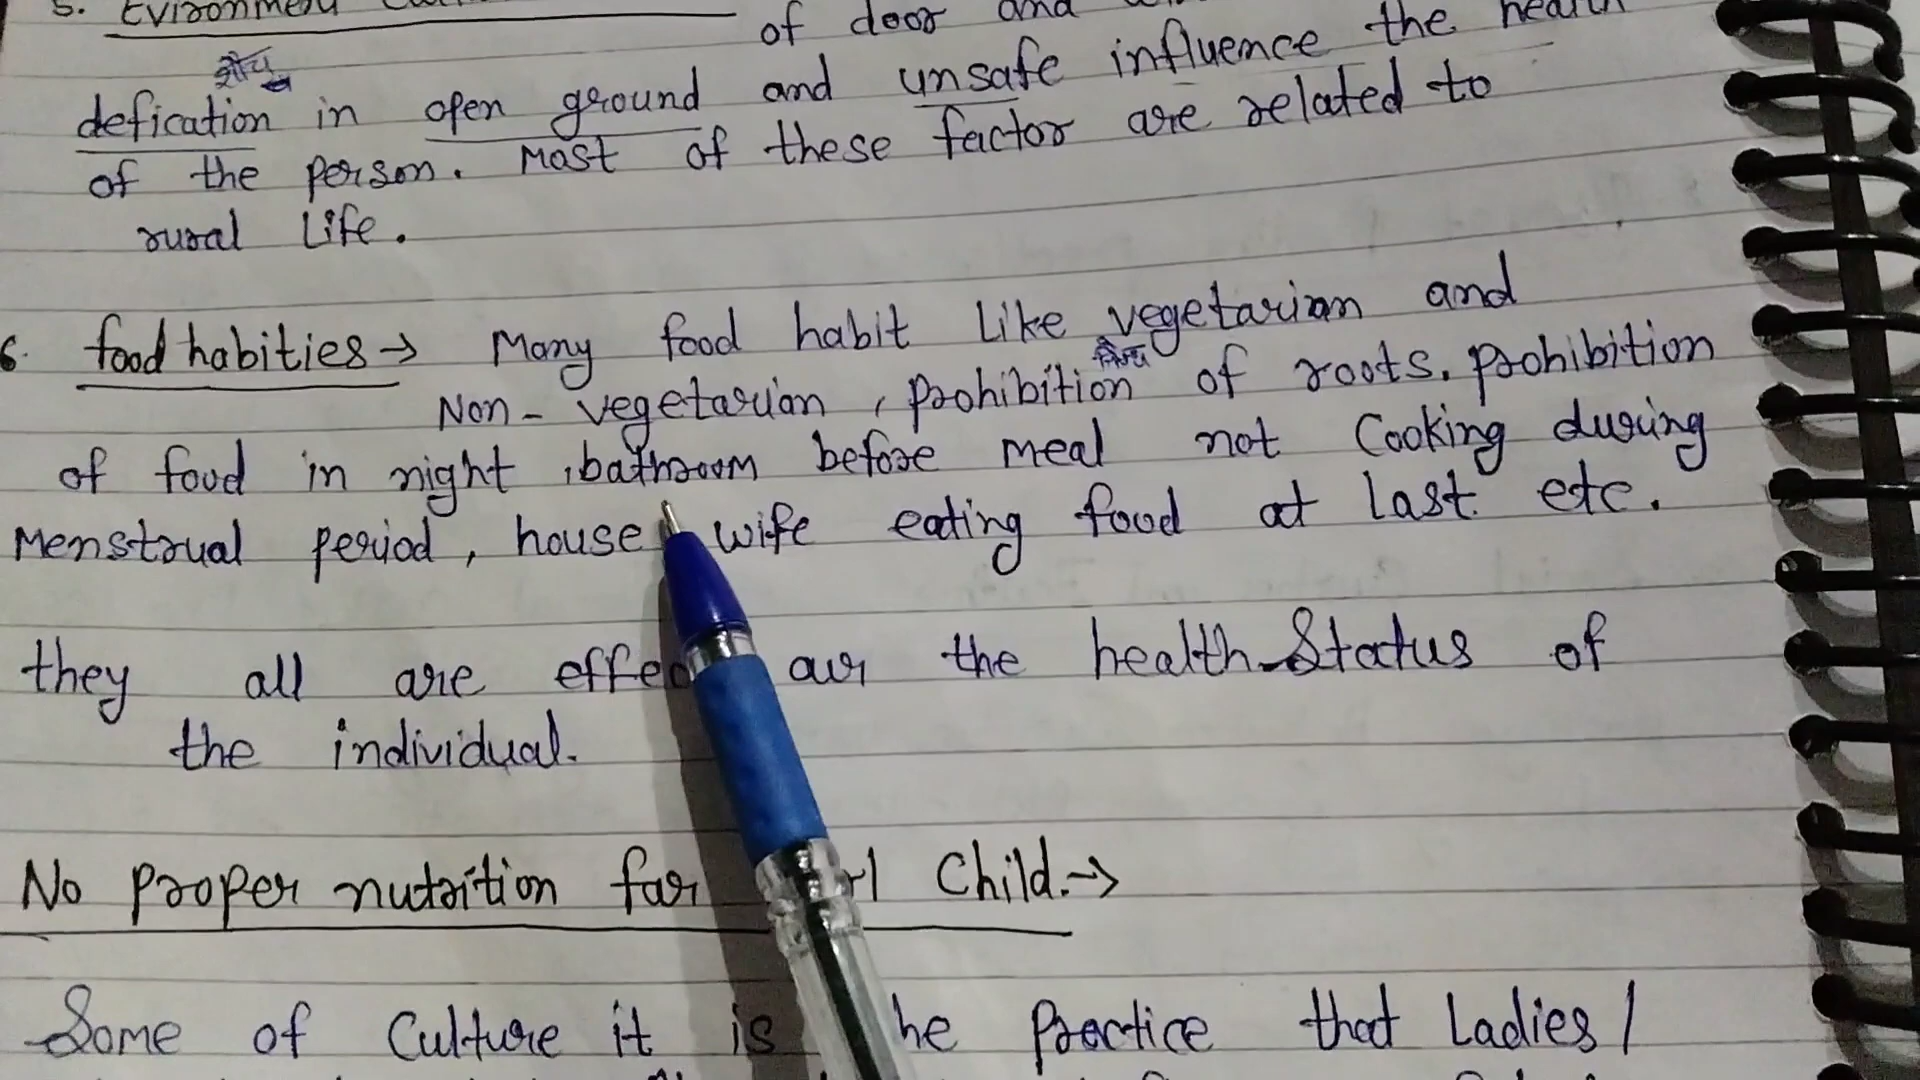 5. Evironment
of door and
शौच
defication in open ground and unsafe influence the health
of the person. Most of these factor are related to
rural life.
6. food habities → Many food habit like vegetarian and
Non-vegetarian, prohibition of roots. prohibition
of food in night, bathroom before meal not Cooking during
Menstrual period, house wife eating food at last etc.
they all are effec our the health Status of
the individual.
No proper nutrition for rl Child. →
Some of Culture it is he practice that Ladies/